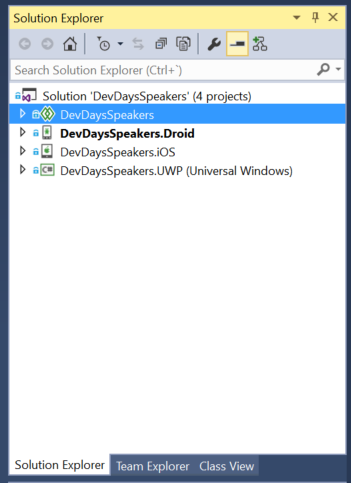 Solution Explorer
Search Solution Explorer (Ctrl+`)
Solution 'DevDaysSpeakers' (4 projects)
DevDaysSpeakers
DevDaysSpeakers.Droid
DevDaysSpeakers.iOS
C#
DevDaysSpeakers.UWP (Universal Windows)
Solution Explorer Team Explorer Class View